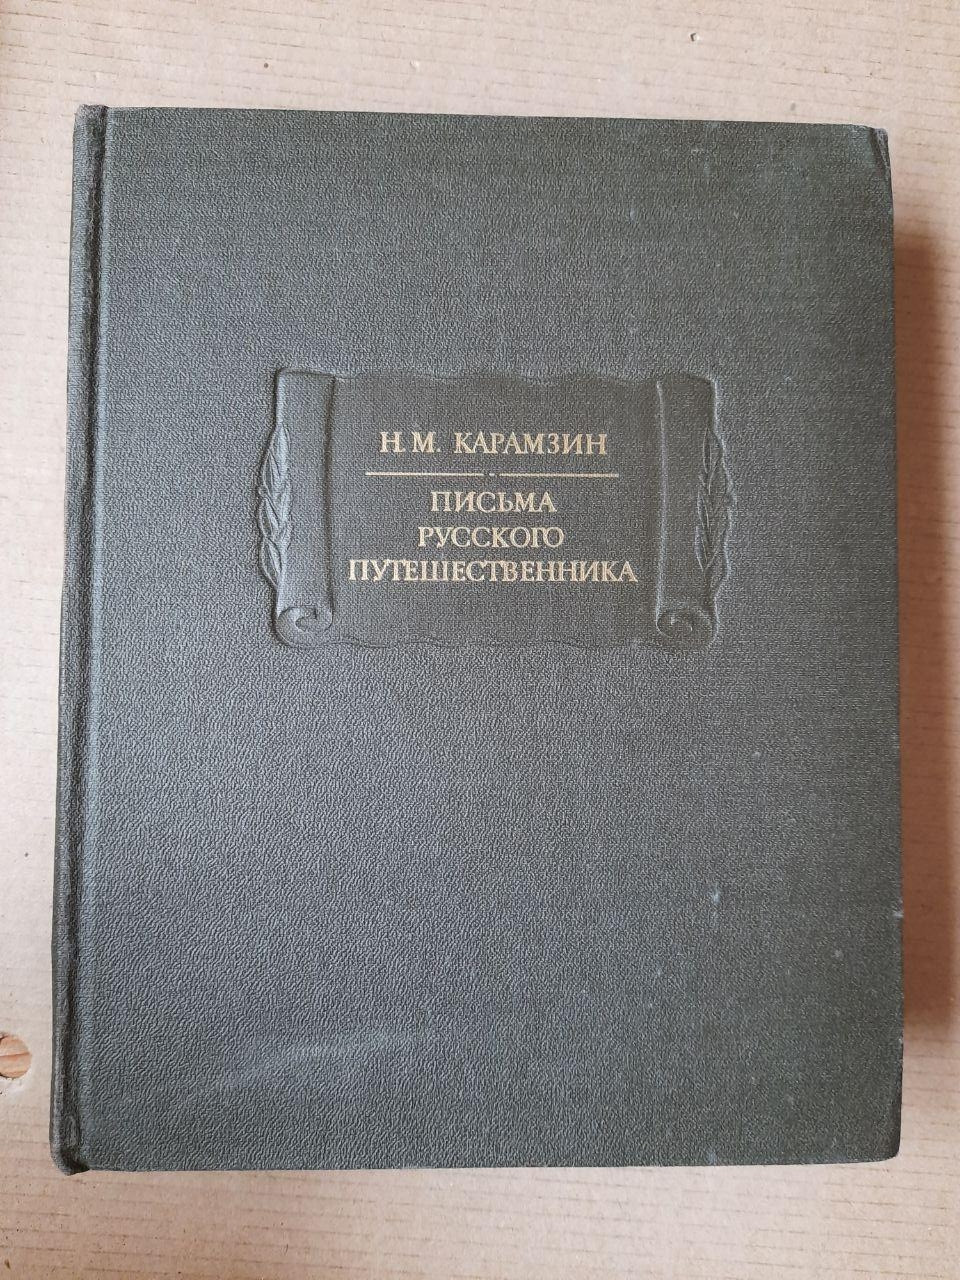 Н. М. КАРАМЗИН
ПИСЬМА
РУССКОГО
ПУТЕШЕСТВЕННИКА